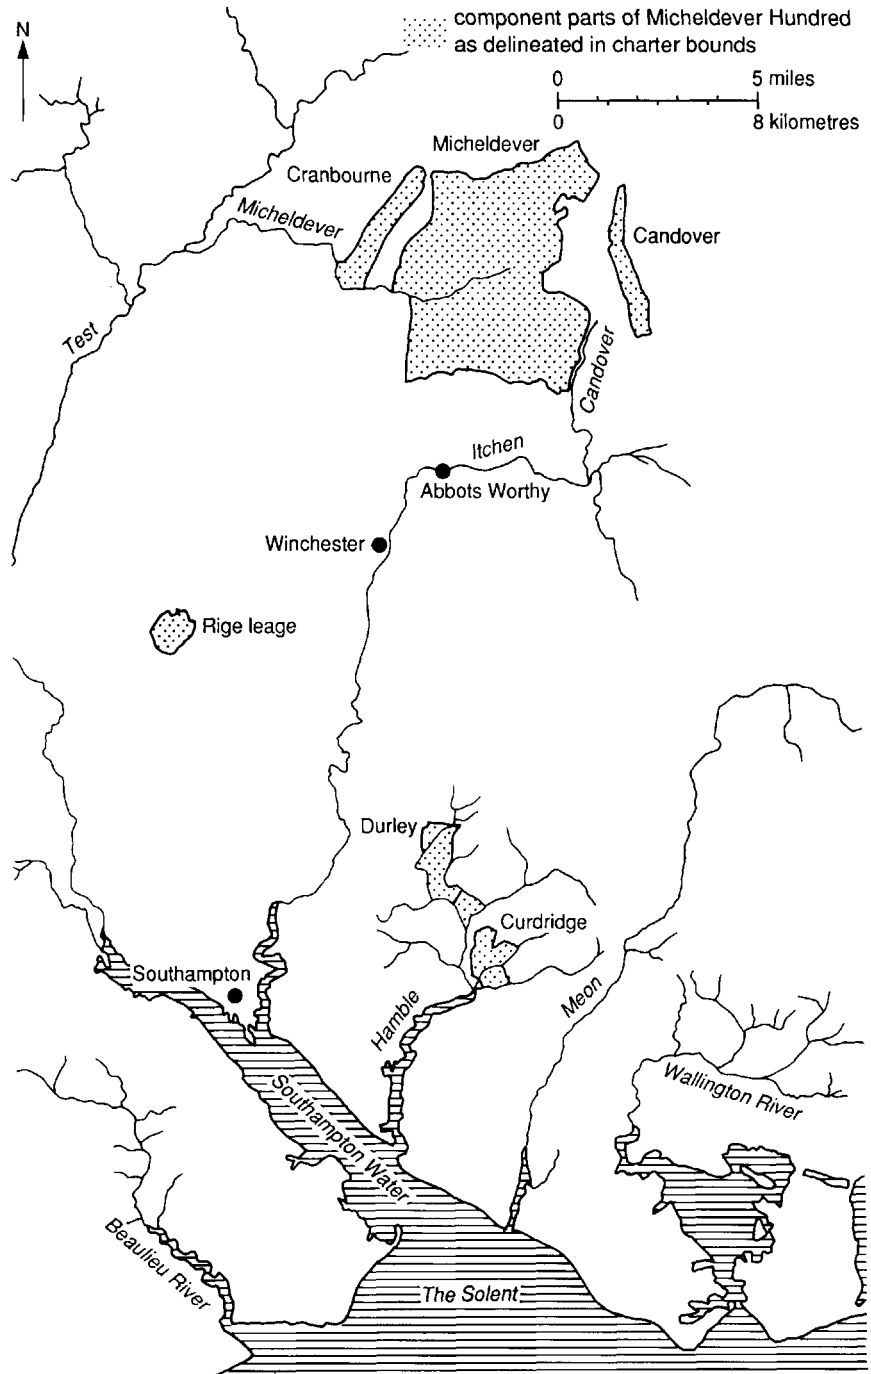 N
component parts of Micheldever Hundred
as delineated in charter bounds
0 5 miles
0 8 kilometres
Micheldever
Cranbourne
Micheldever
Candover
Test
Candover
Itchen
Abbots Worthy
Winchester
Rige leage
Durley
Curdridge
Southampton
Hamble
Meon
Wallington River
Southampton Water
Beaulieu River
The Solent